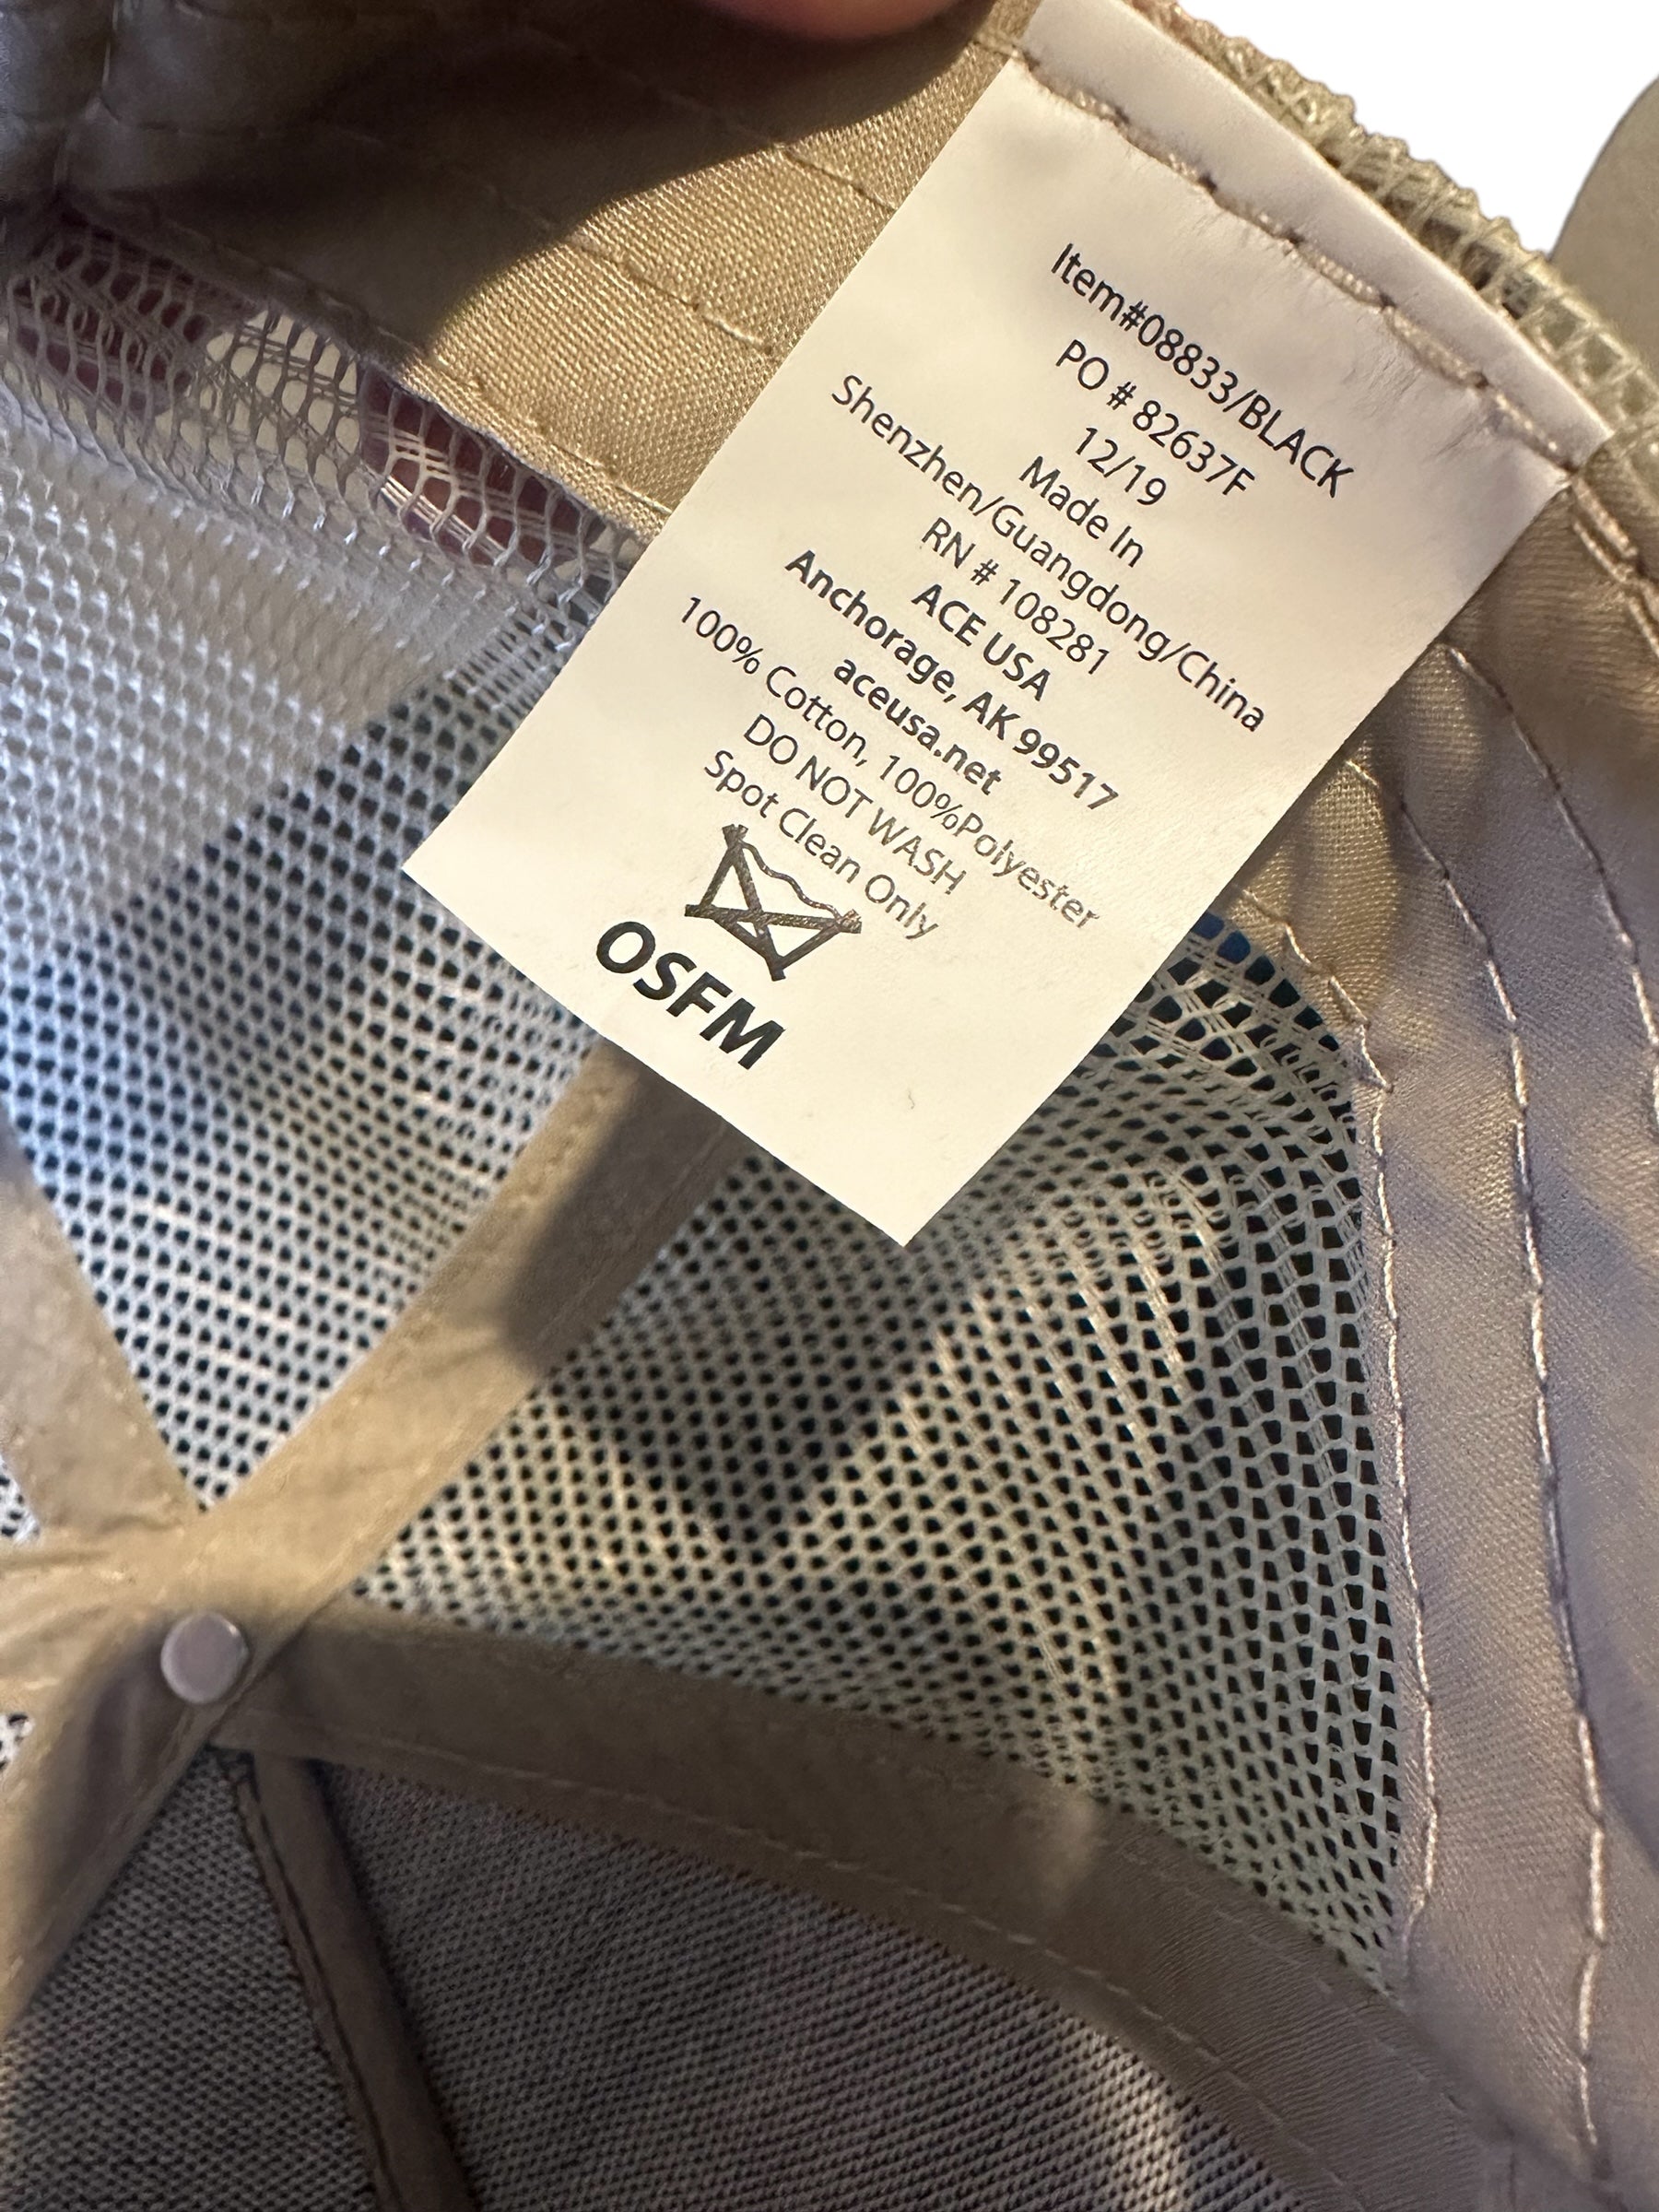 Item#08833/BLACK
PO # 82637F
12/19
Made In
Shenzhen/Guangdong/China
RN # 108281
ACE USA
Anchorage, AK 99517
aceusa.net
100% Cotton, 100%Polyester
DO NOT WASH
Spot Clean Only
OSFM